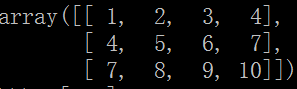 array([[ 1, 2, 3, 4],
[ 4, 5, 6, 7],
[ 7, 8, 9, 10]])